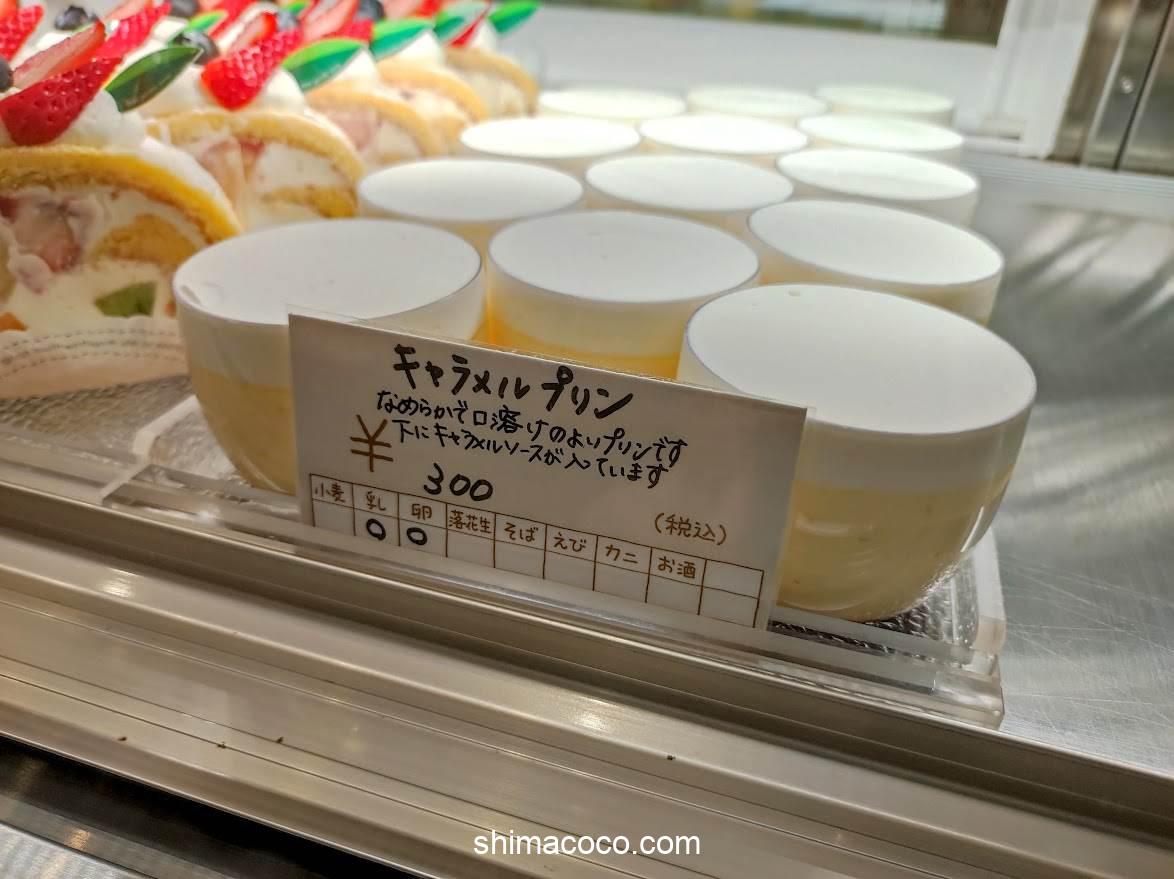 キャラメルプリン
なめらかで口溶けのよいプリンです
下にキャラメルソースが入っています
¥300
(税込)
小麦 乳 卵 落花生 そば えび カニ お酒
○ ○
shimacoco.com